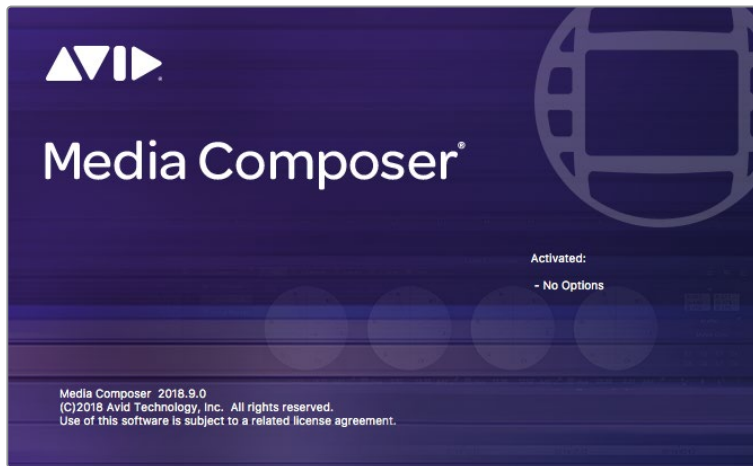 AVID
Media Composer®
Activated:
- No Options
Media Composer 2018.9.0
(C)2018 Avid Technology, Inc. All rights reserved.
Use of this software is subject to a related license agreement.